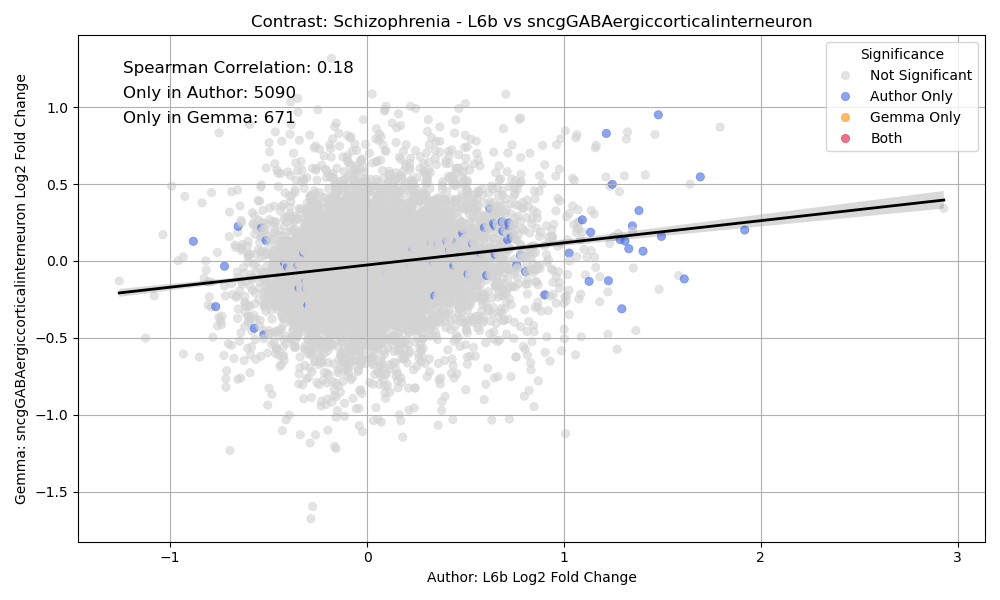 Contrast: Schizophrenia - L6b vs sncgGABAergiccorticalinterneuron
Spearman Correlation: 0.18
Only in Author: 5090
Only in Gemma: 671
Significance
Not Significant
Author Only
Gemma Only
Both
Gemma: sncgGABAergiccorticalinterneuron Log2 Fold Change
1.0
0.5
0.0
−0.5
−1.0
−1.5
−1
0
1
2
3
Author: L6b Log2 Fold Change